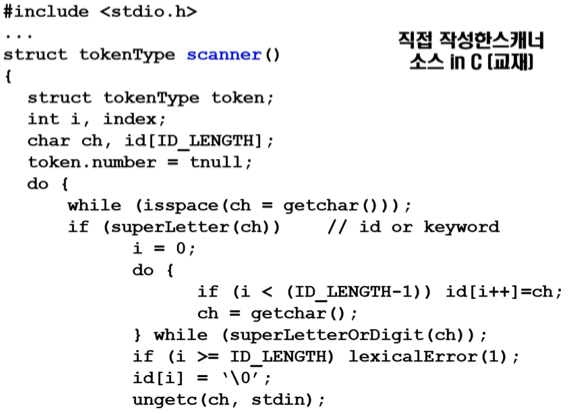 #include <stdio.h>
...
직접 작성한스캐너
소스 in C (교재)
struct tokenType scanner()
{
struct tokenType token;
int i, index;
char ch, id[ID_LENGTH];
token.number = tnull;
do {
while (isspace(ch = getchar()));
if (superLetter(ch)) // id or keyword
i = 0;
do {
if (i < (ID_LENGTH-1)) id[i++]=ch;
ch = getchar();
} while (superLetterOrDigit(ch));
if (i >= ID_LENGTH) lexicalError(1);
id[i] = ‘\0’;
ungetc(ch, stdin);